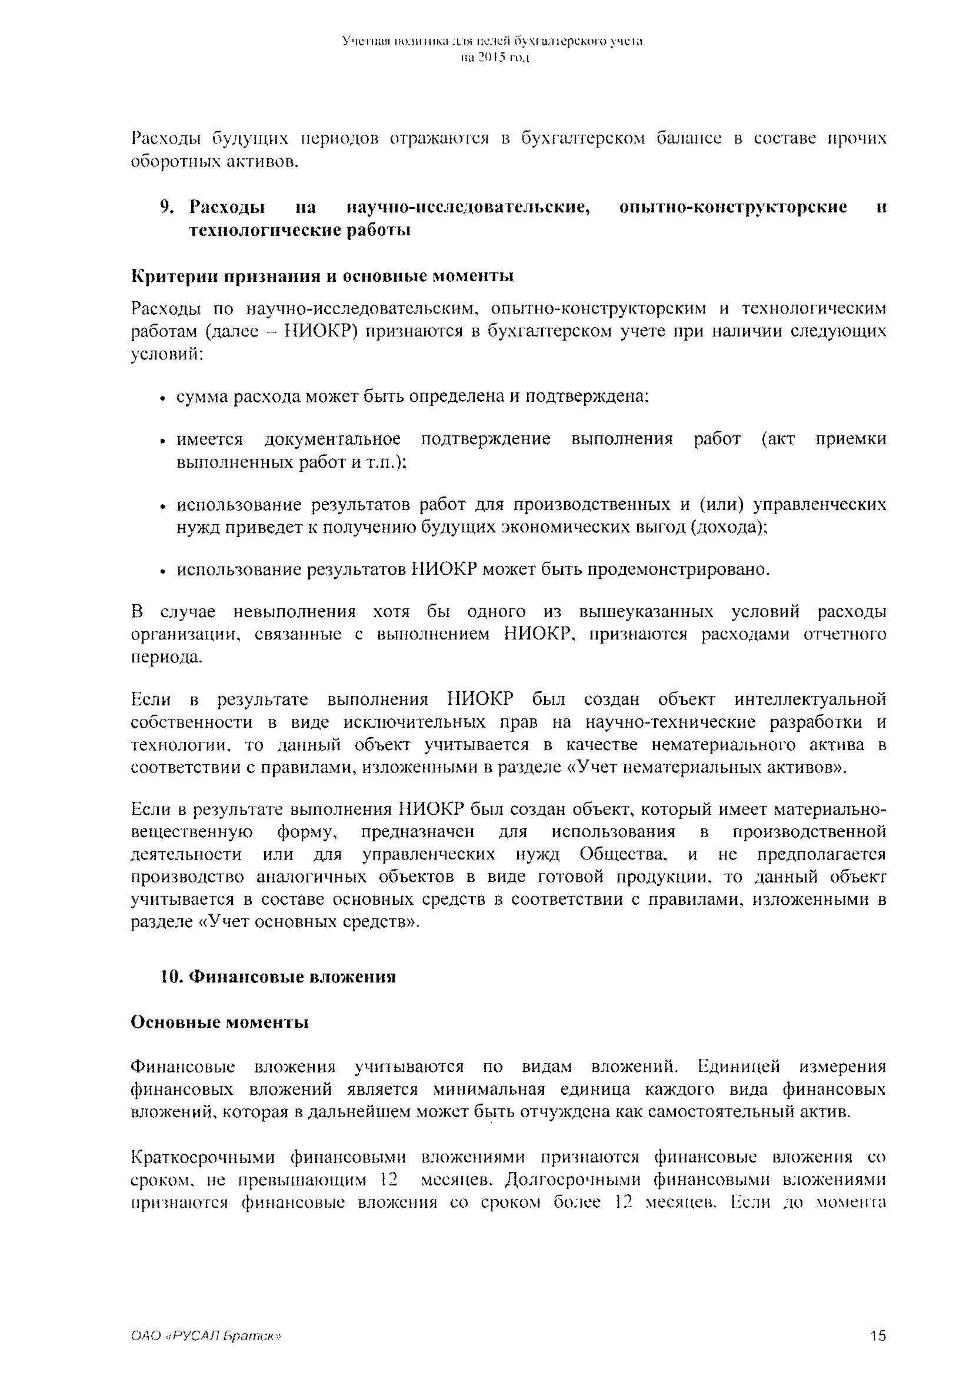 Учетная политика для целей бухгалтерского учета
на 2015 год
Расходы будущих периодов отражаются в бухгалтерском балансе в составе прочих
оборотных активов.
9. Расходы на научно-исследовательские, опытно-конструкторские и
технологические работы
Критерии признания и основные моменты
Расходы по научно-исследовательским, опытно-конструкторским и технологическим
работам (далее – НИОКР) признаются в бухгалтерском учете при наличии следующих
условий:
• сумма расхода может быть определена и подтверждена;
• имеется документальное подтверждение выполнения работ (акт приемки
выполненных работ и т.п.);
• использование результатов работ для производственных и (или) управленческих
нужд приведет к получению будущих экономических выгод (дохода);
• использование результатов НИОКР может быть продемонстрировано.
В случае невыполнения хотя бы одного из вышеуказанных условий расходы
организации, связанные с выполнением НИОКР, признаются расходами отчетного
периода.
Если в результате выполнения НИОКР был создан объект интеллектуальной
собственности в виде исключительных прав на научно-технические разработки и
технологии, то данный объект учитывается в качестве нематериального актива в
соответствии с правилами, изложенными в разделе «Учет нематериальных активов».
Если в результате выполнения НИОКР был создан объект, который имеет материально-
вещественную форму, предназначен для использования в производственной
деятельности или для управленческих нужд Общества, и не предполагается
производство аналогичных объектов в виде готовой продукции, то данный объект
учитывается в составе основных средств в соответствии с правилами, изложенными в
разделе «Учет основных средств».
10. Финансовые вложения
Основные моменты
Финансовые вложения учитываются по видам вложений. Единицей измерения
финансовых вложений является минимальная единица каждого вида финансовых
вложений, которая в дальнейшем может быть отчуждена как самостоятельный актив.
Краткосрочными финансовыми вложениями признаются финансовые вложения со
сроком, не превышающим 12 месяцев. Долгосрочными финансовыми вложениями
признаются финансовые вложения со сроком более 12 месяцев. Если до момента
ОАО «РУСАЛ Братск»
15